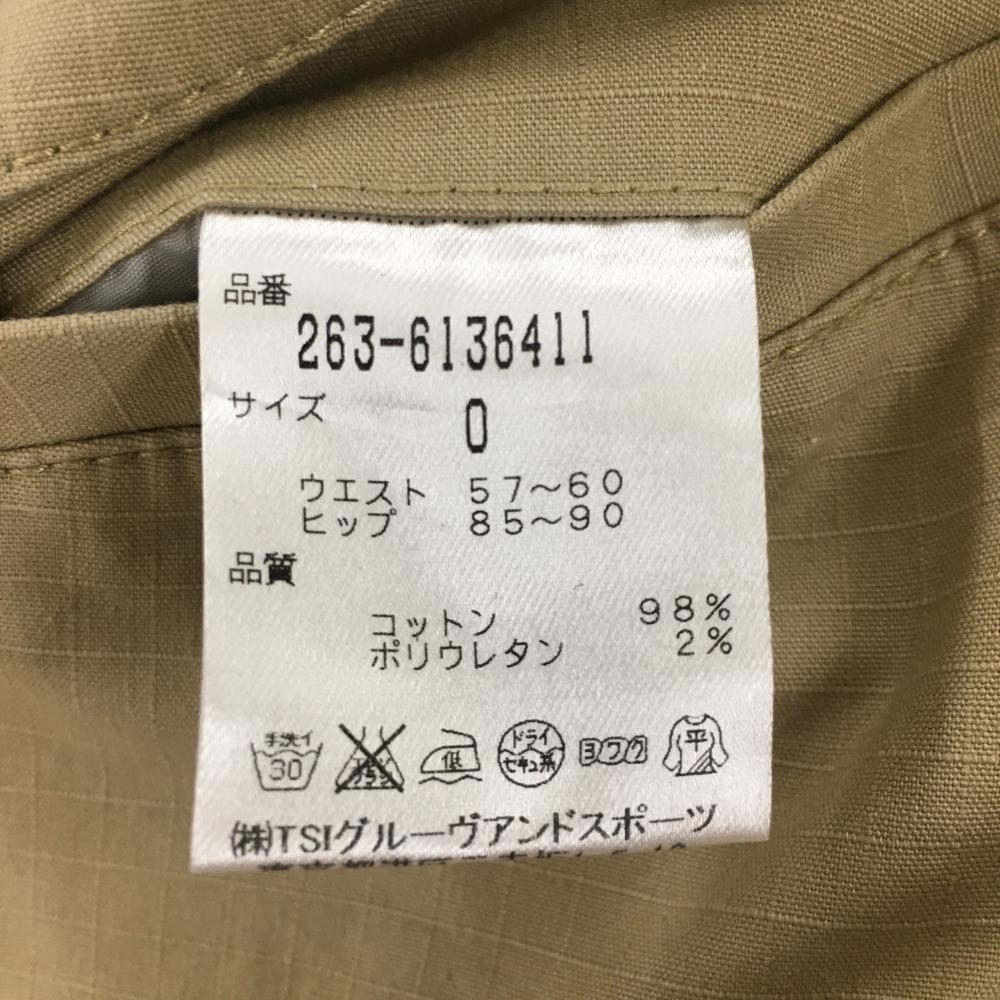 品番
263-6136411
サイズ 0
ウエスト 57～60
ヒップ 85～90
品質
コットン 98%
ポリウレタン 2%
手洗イ 30 低 ドライ セキユ系 ヨワク 平
㈱TSIグルーヴアンドスポーツ